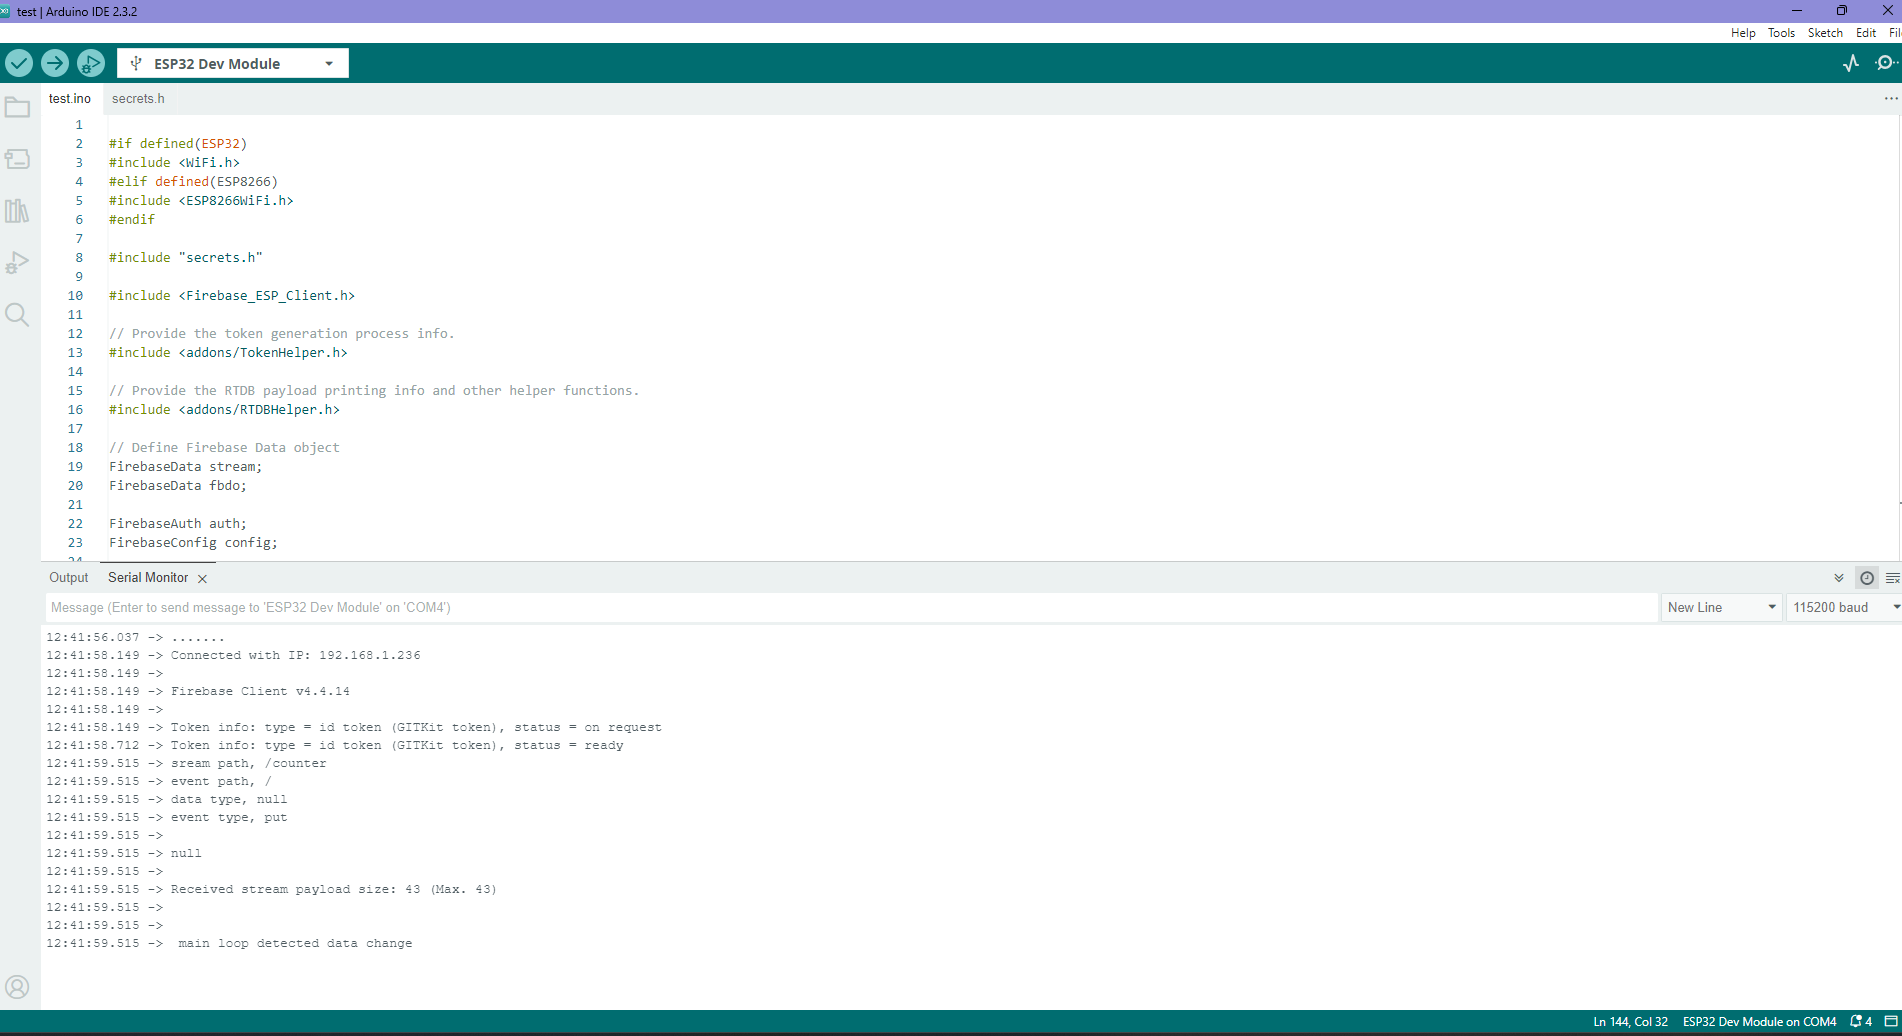 test | Arduino IDE 2.3.2
Help Tools Sketch Edit
ESP32 Dev Module
test.ino secrets.h
1
2 #if defined(ESP32)
3 #include <WiFi.h>
4 #elif defined(ESP8266)
5 #include <ESP8266WiFi.h>
6 #endif
7
8 #include "secrets.h"
9
10 #include <Firebase_ESP_Client.h>
11
12 // Provide the token generation process info.
13 #include <addons/TokenHelper.h>
14
15 // Provide the RTDB payload printing info and other helper functions.
16 #include <addons/RTDBHelper.h>
17
18 // Define Firebase Data object
19 FirebaseData stream;
20 FirebaseData fbdo;
21
22 FirebaseAuth auth;
23 FirebaseConfig config;
Output Serial Monitor
Message (Enter to send message to 'ESP32 Dev Module' on 'COM4') New Line 115200 baud
12:41:56.037 -> .......
12:41:58.149 -> Connected with IP: 192.168.1.236
12:41:58.149 ->
12:41:58.149 -> Firebase Client v4.4.14
12:41:58.149 ->
12:41:58.149 -> Token info: type = id token (GITKit token), status = on request
12:41:58.712 -> Token info: type = id token (GITKit token), status = ready
12:41:59.515 -> sream path, /counter
12:41:59.515 -> event path, /
12:41:59.515 -> data type, null
12:41:59.515 -> event type, put
12:41:59.515 ->
12:41:59.515 -> null
12:41:59.515 ->
12:41:59.515 -> Received stream payload size: 43 (Max. 43)
12:41:59.515 ->
12:41:59.515 ->
12:41:59.515 -> main loop detected data change
Ln 144, Col 32 ESP32 Dev Module on COM4 4